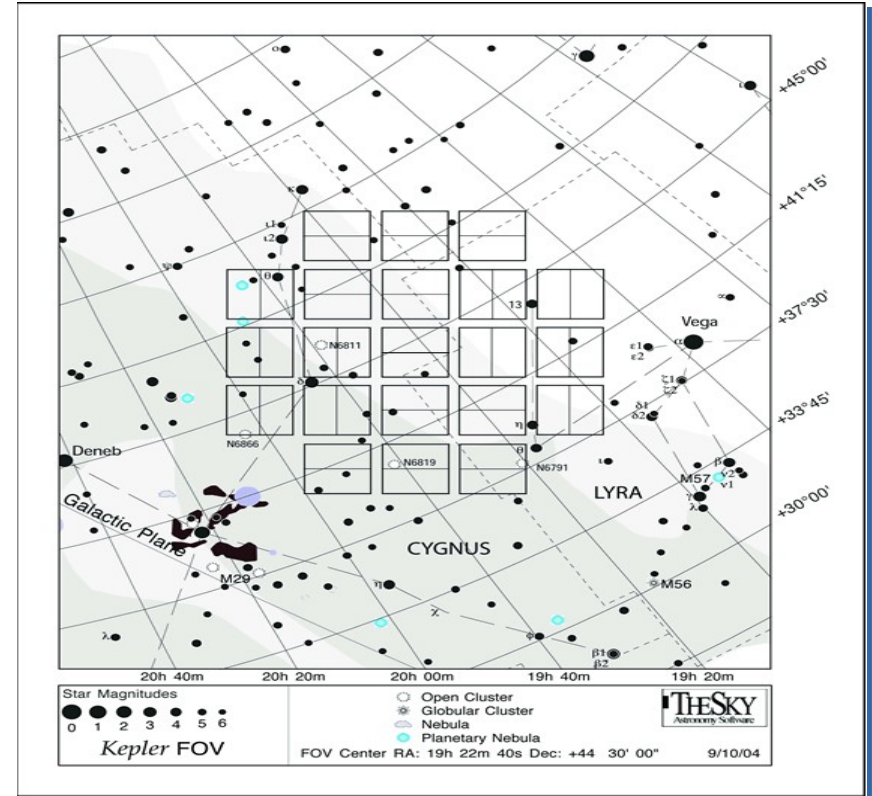 α
γ
ι
+45°00'
κ
+41°15'
ι1
ι2
ψ
θ
13
+37°30'
Vega
α
ε1
ε2
N6811
ζ1
ζ2
δ
δ1
δ2
+33°45'
N6866
η
Deneb
θ
N6819
N6791
ι
β
M57
ν2
ν1
γ
λ
LYRA
+30°00'
Galactic Plane
CYGNUS
M29
η
M56
χ
λ
φ
β1
β2
20h 40m 20h 20m 20h 00m 19h 40m 19h 20m
Star Magnitudes
0 1 2 3 4 5 6
Kepler FOV
Open Cluster
Globular Cluster
Nebula
Planetary Nebula
THESKY
Astronomy Software
FOV Center RA: 19h 22m 40s Dec: +44 30' 00" 9/10/04